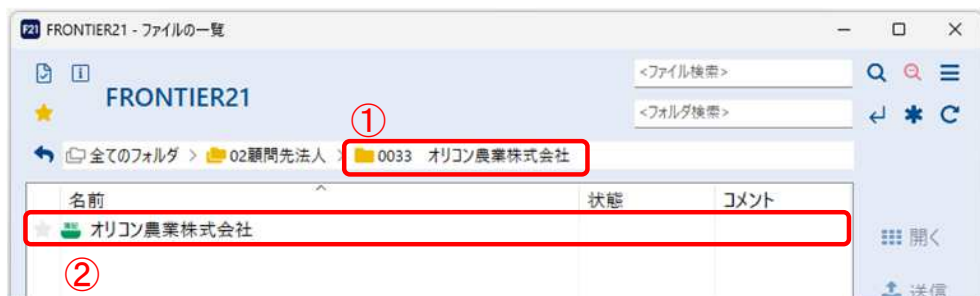 F21 FRONTIER21 - ファイルの一覧
<ファイル検索>
FRONTIER21
<フォルダ検索>
①
全てのフォルダ > 02顧問先法人 > 0033 オリコン農業株式会社
名前 状態 コメント
オリコン農業株式会社
開く
②
送信